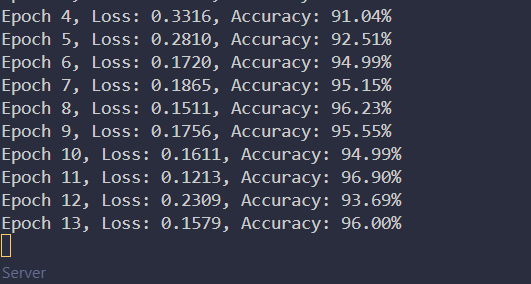 Epoch 4, Loss: 0.3316, Accuracy: 91.04%
Epoch 5, Loss: 0.2810, Accuracy: 92.51%
Epoch 6, Loss: 0.1720, Accuracy: 94.99%
Epoch 7, Loss: 0.1865, Accuracy: 95.15%
Epoch 8, Loss: 0.1511, Accuracy: 96.23%
Epoch 9, Loss: 0.1756, Accuracy: 95.55%
Epoch 10, Loss: 0.1611, Accuracy: 94.99%
Epoch 11, Loss: 0.1213, Accuracy: 96.90%
Epoch 12, Loss: 0.2309, Accuracy: 93.69%
Epoch 13, Loss: 0.1579, Accuracy: 96.00%
Server